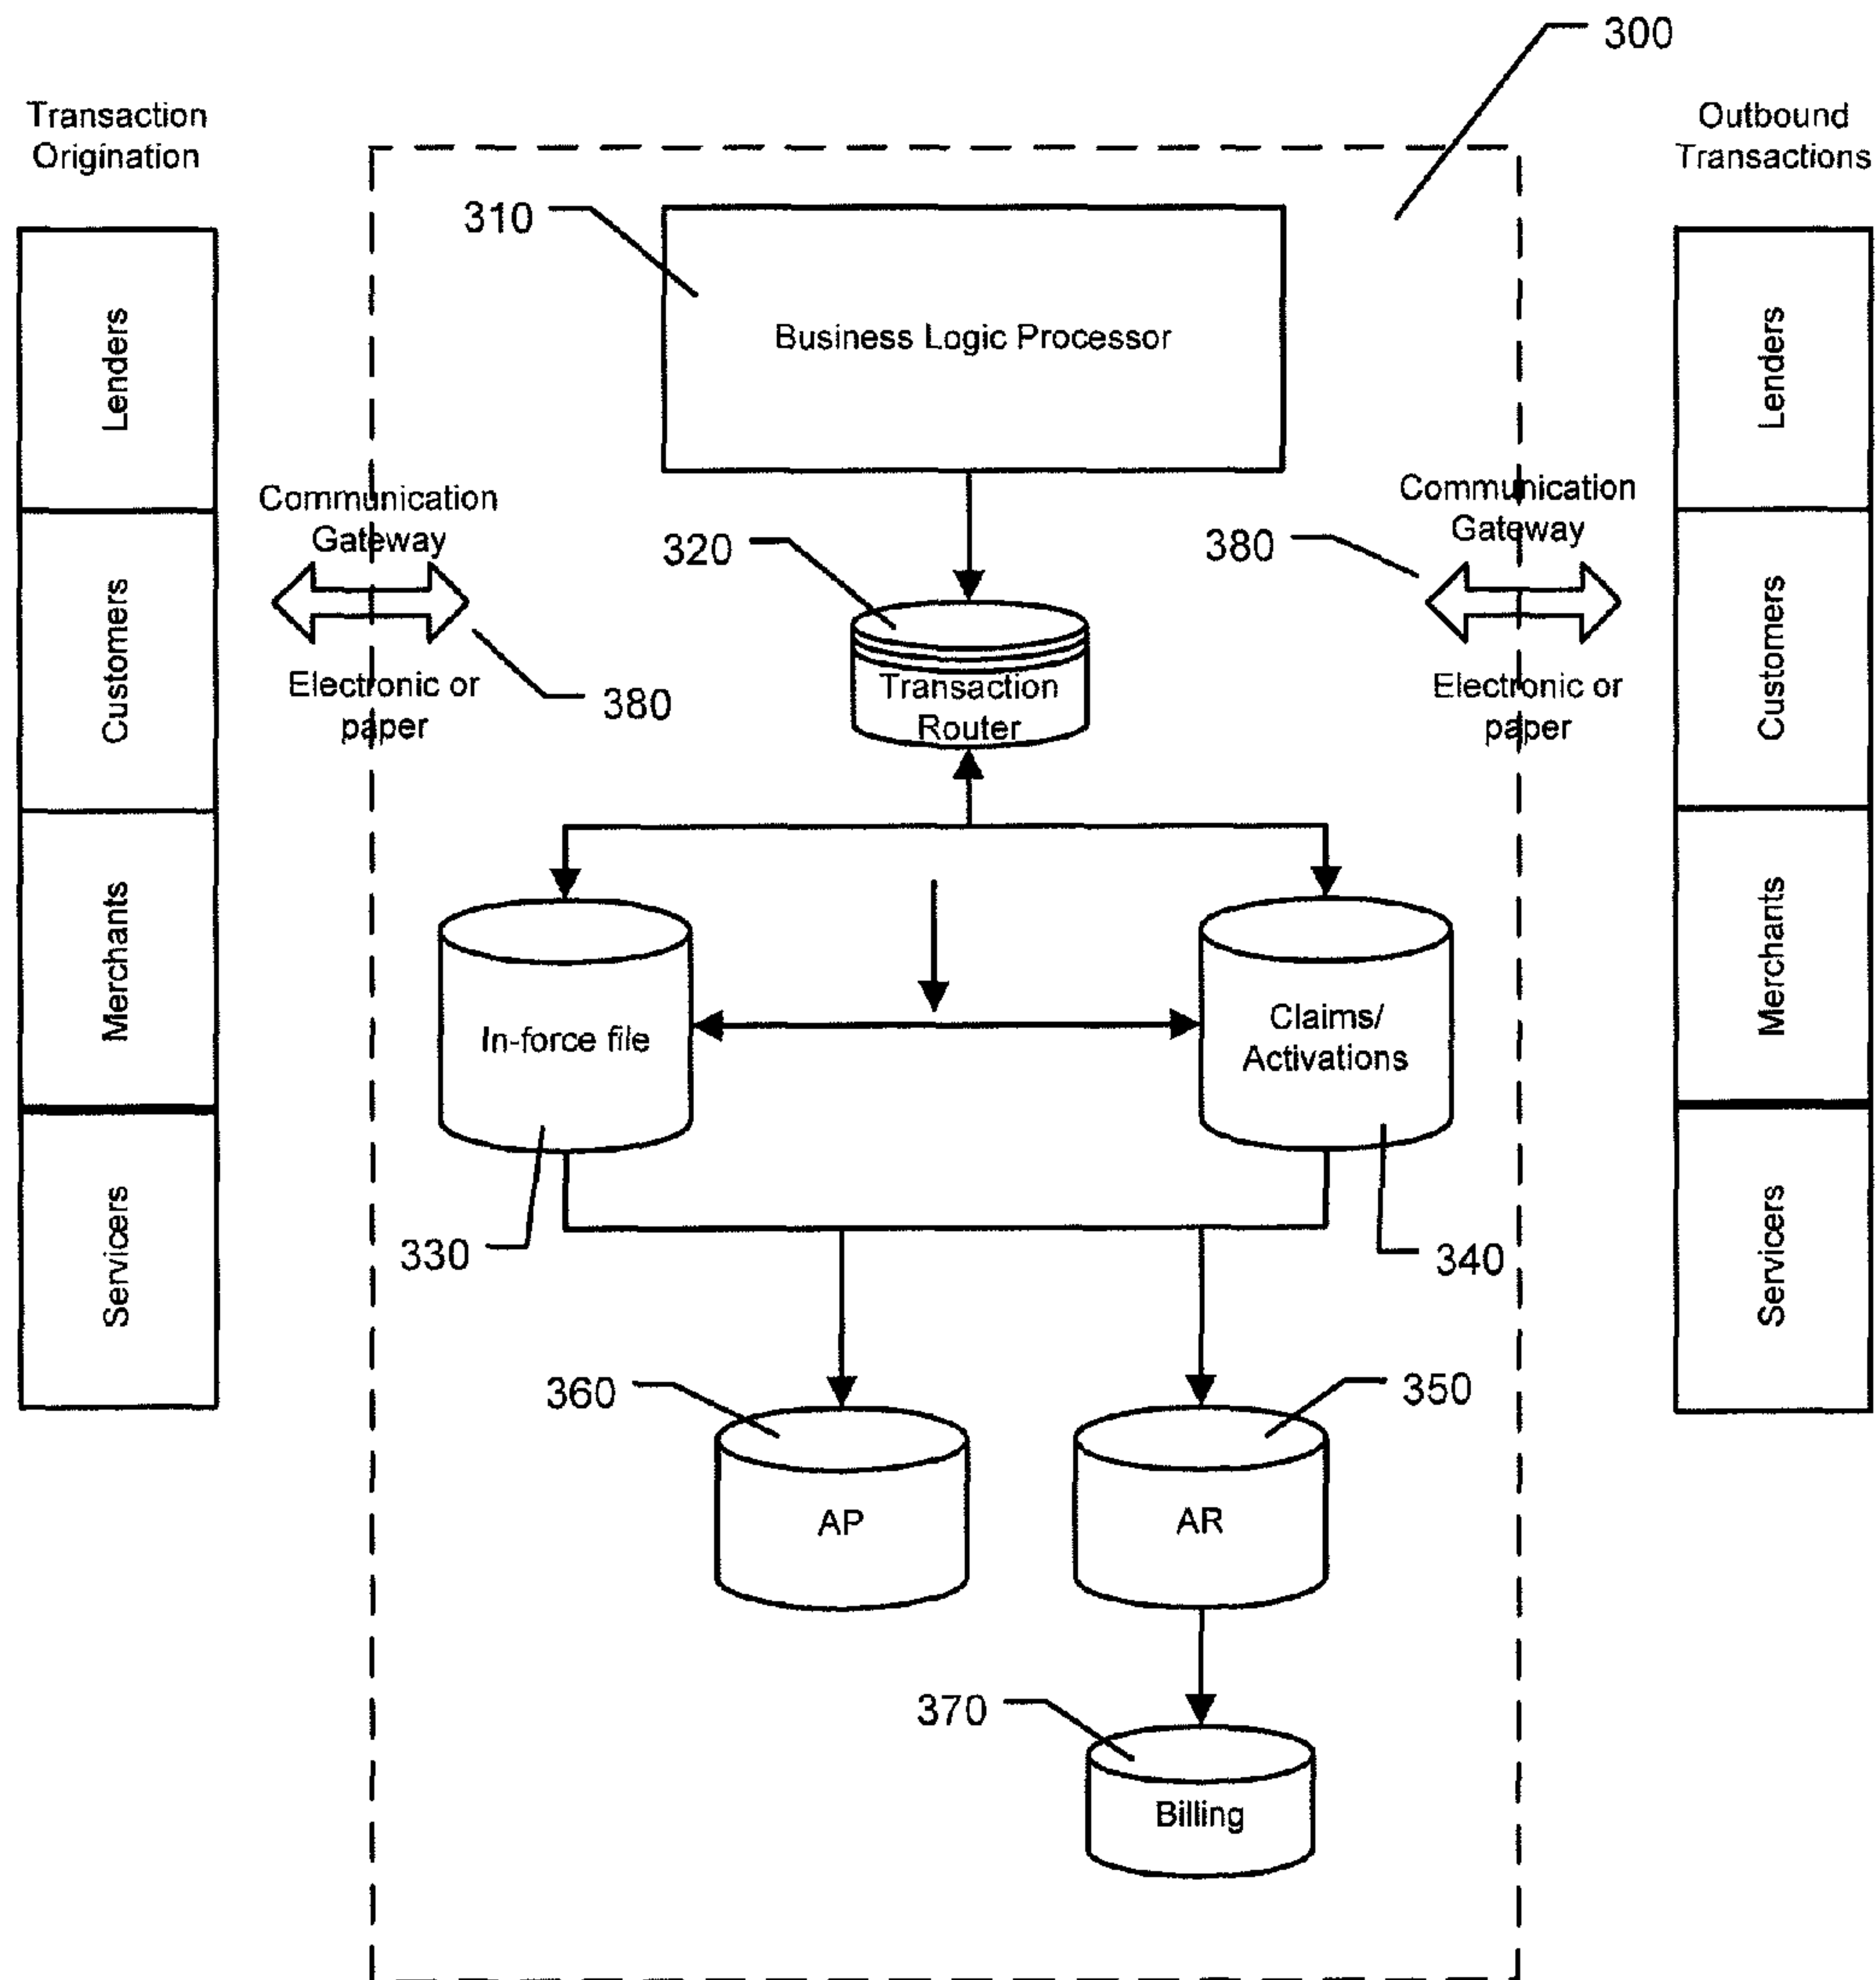 300
Transaction
Origination
Outbound
Transactions
310
Business Logic Processor
Lenders
Lenders
Communication
Gateway
Communication
Gateway
320
380
Customers
Customers
Electronic or
paper
380
Transaction
Router
Electronic or
paper
Merchants
Merchants
In-force file
Claims/
Activations
330
340
Servicers
Servicers
360
350
AP
AR
370
Billing